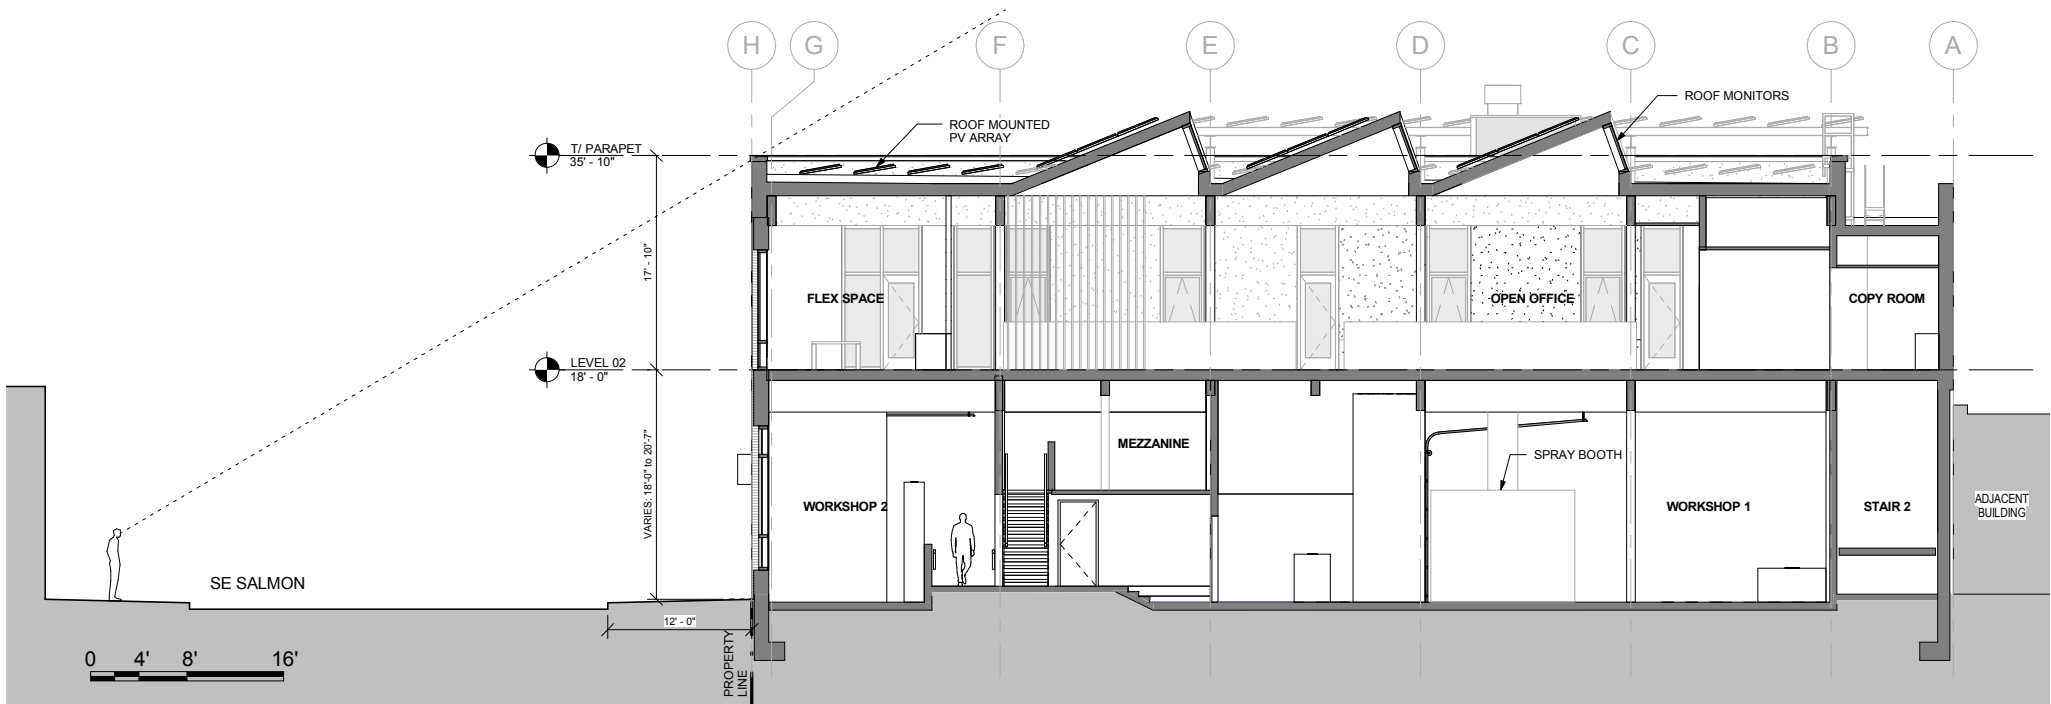 H G F E D C B A
ROOF MONITORS
ROOF MOUNTED
PV ARRAY
T/ PARAPET
35' - 10"
17' - 10"
FLEX SPACE
OPEN OFFICE
COPY ROOM
LEVEL 02
18' - 0"
VARIES: 18'-0" to 20'-7"
MEZZANINE
SPRAY BOOTH
WORKSHOP 2
WORKSHOP 1
STAIR 2
ADJACENT
BUILDING
SE SALMON
12' - 0"
PROPERTY
LINE
0 4' 8' 16'